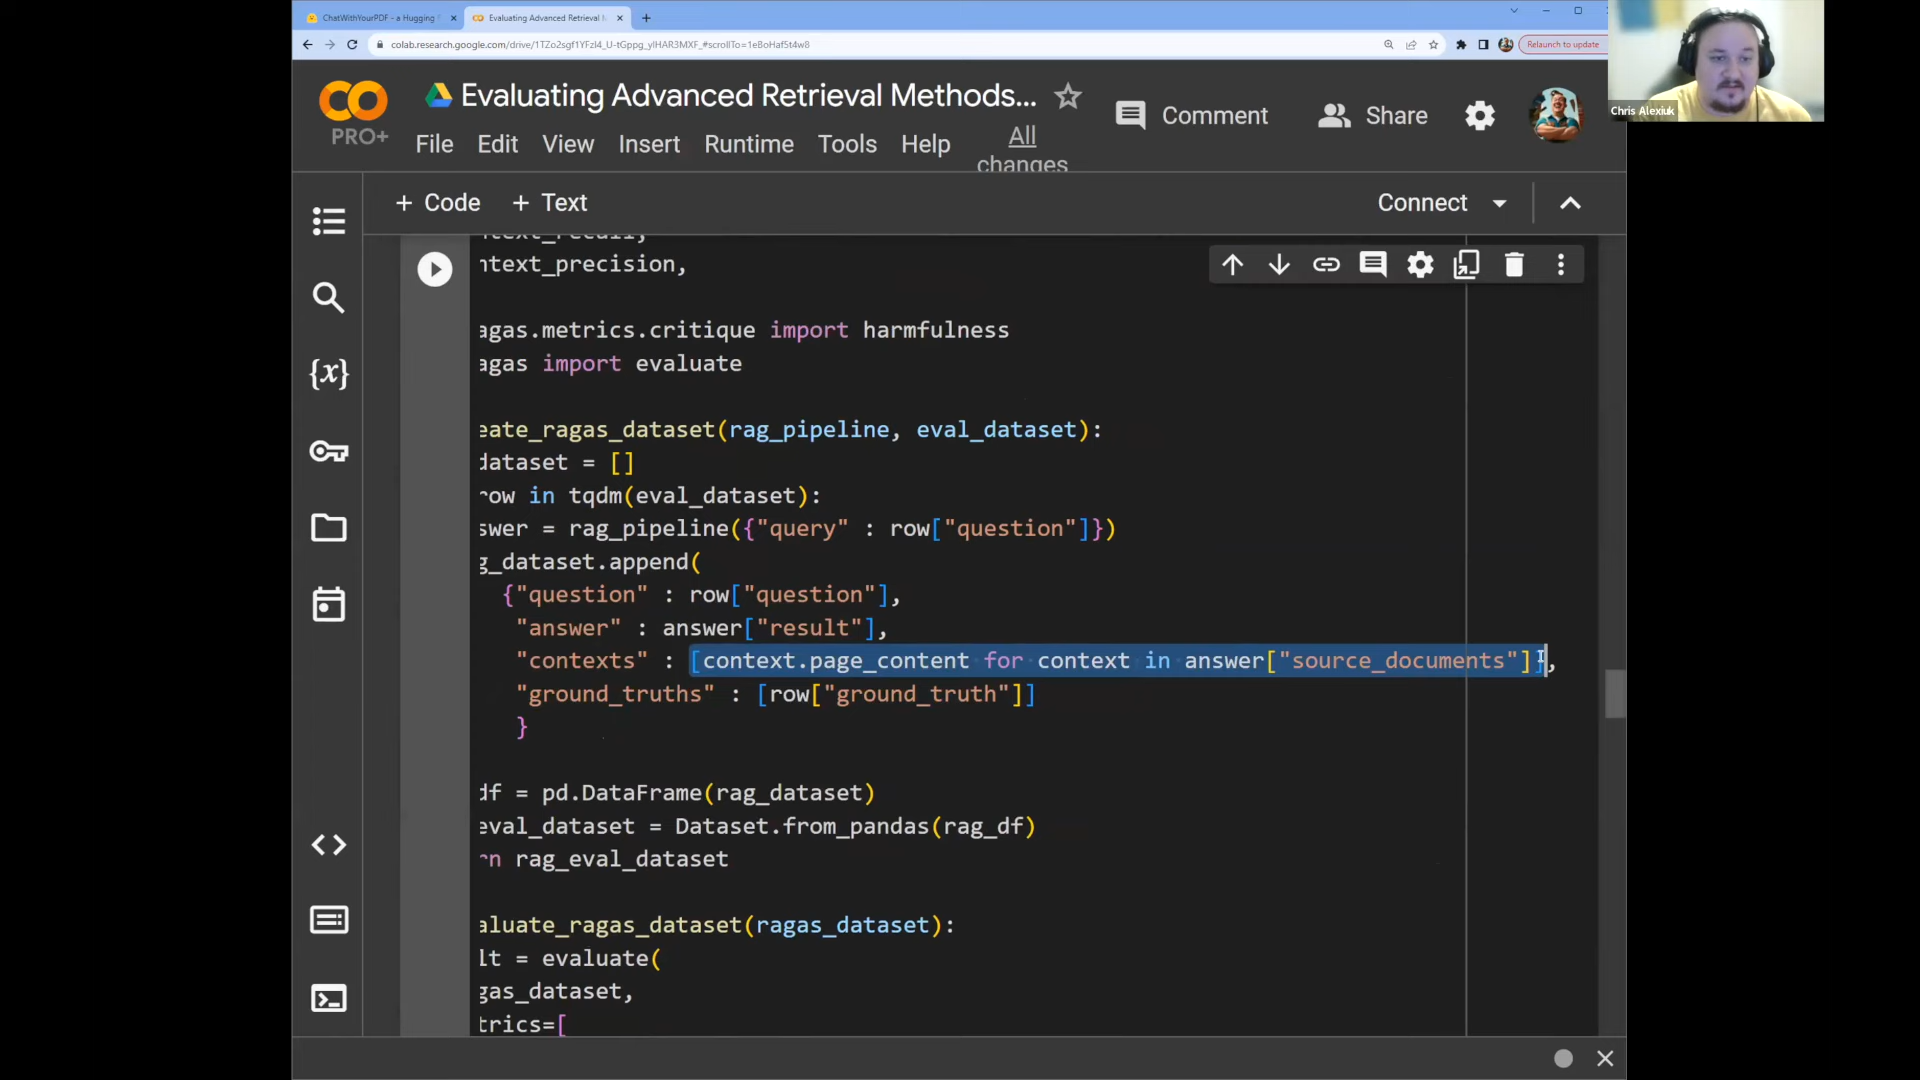 ChatWithYourPDF - a Hugging F
Evaluating Advanced Retrieval M
colab.research.google.com/drive/1TZo2sgf1YFzl4_U-tGppg_ylHAR3MXF_#scrollTo=1e8oHaf5t4w8
Relaunch to update
Chris Alexiuk
PRO+
Evaluating Advanced Retrieval Methods...
File Edit View Insert Runtime Tools Help
All changes
Comment
Share
+ Code + Text
Connect
ntext_recall,
ntext_precision,
agas.metrics.critique import harmfulness
agas import evaluate
eate_ragas_dataset(rag_pipeline, eval_dataset):
dataset = []
row in tqdm(eval_dataset):
swer = rag_pipeline({"query" : row["question"]})
g_dataset.append(
{"question" : row["question"],
"answer" : answer["result"],
"contexts" : [context.page_content for context in answer["source_documents"]],
"ground_truths" : [row["ground_truth"]]
}
df = pd.DataFrame(rag_dataset)
eval_dataset = Dataset.from_pandas(rag_df)
rn rag_eval_dataset
aluate_ragas_dataset(ragas_dataset):
lt = evaluate(
gas_dataset,
trics=[